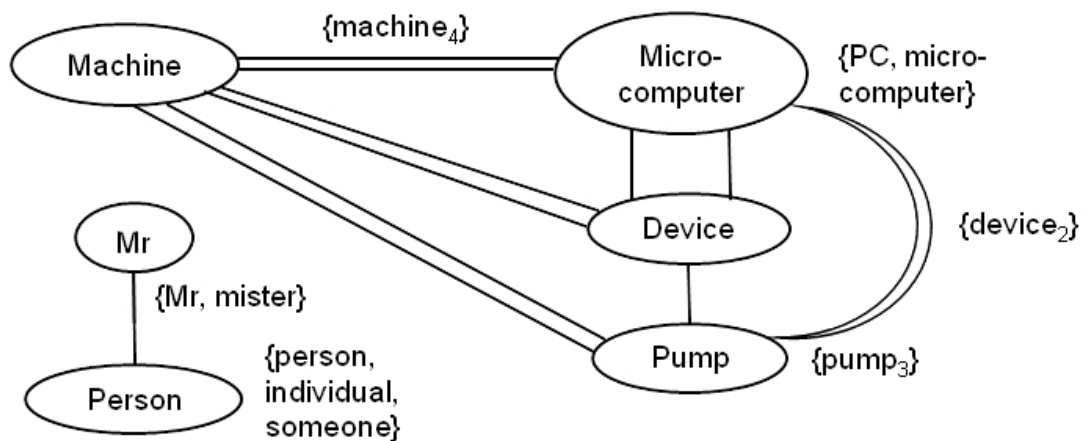 {machine4}
Machine
Micro-
computer
{PC, micro-
computer}
Device
{device2}
Mr
{Mr, mister}
Pump
{pump3}
Person
{person,
individual,
someone}